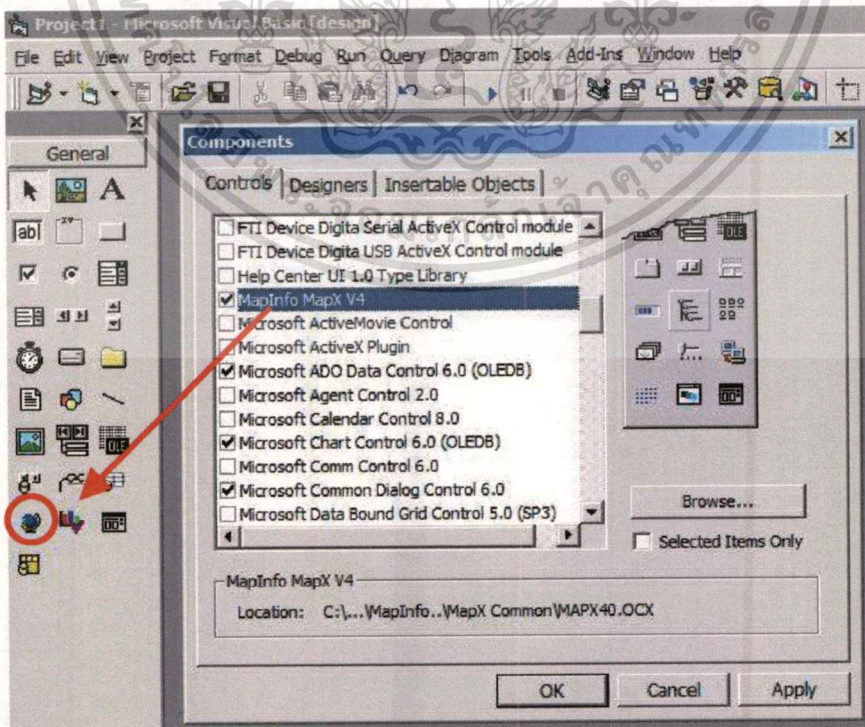 Project1 - Microsoft Visual Basic [design]
File Edit View Project Format Debug Run Query Diagram Tools Add-Ins Window Help
General
A
ab|
xy
OLE
Components
Controls Designers Insertable Objects
FTI Device Digita Serial ActiveX Control module
FTI Device Digita USB ActiveX Control module
Help Center UI 1.0 Type Library
MapInfo MapX V4
Microsoft ActiveMovie Control
Microsoft ActiveX Plugin
Microsoft ADO Data Control 6.0 (OLEDB)
Microsoft Agent Control 2.0
Microsoft Calendar Control 8.0
Microsoft Chart Control 6.0 (OLEDB)
Microsoft Comm Control 6.0
Microsoft Common Dialog Control 6.0
Microsoft Data Bound Grid Control 5.0 (SP3)
OLE
Browse...
Selected Items Only
MapInfo MapX V4
Location: C:\...\MapInfo..\MapX Common\MAPX40.OCX
OK Cancel Apply